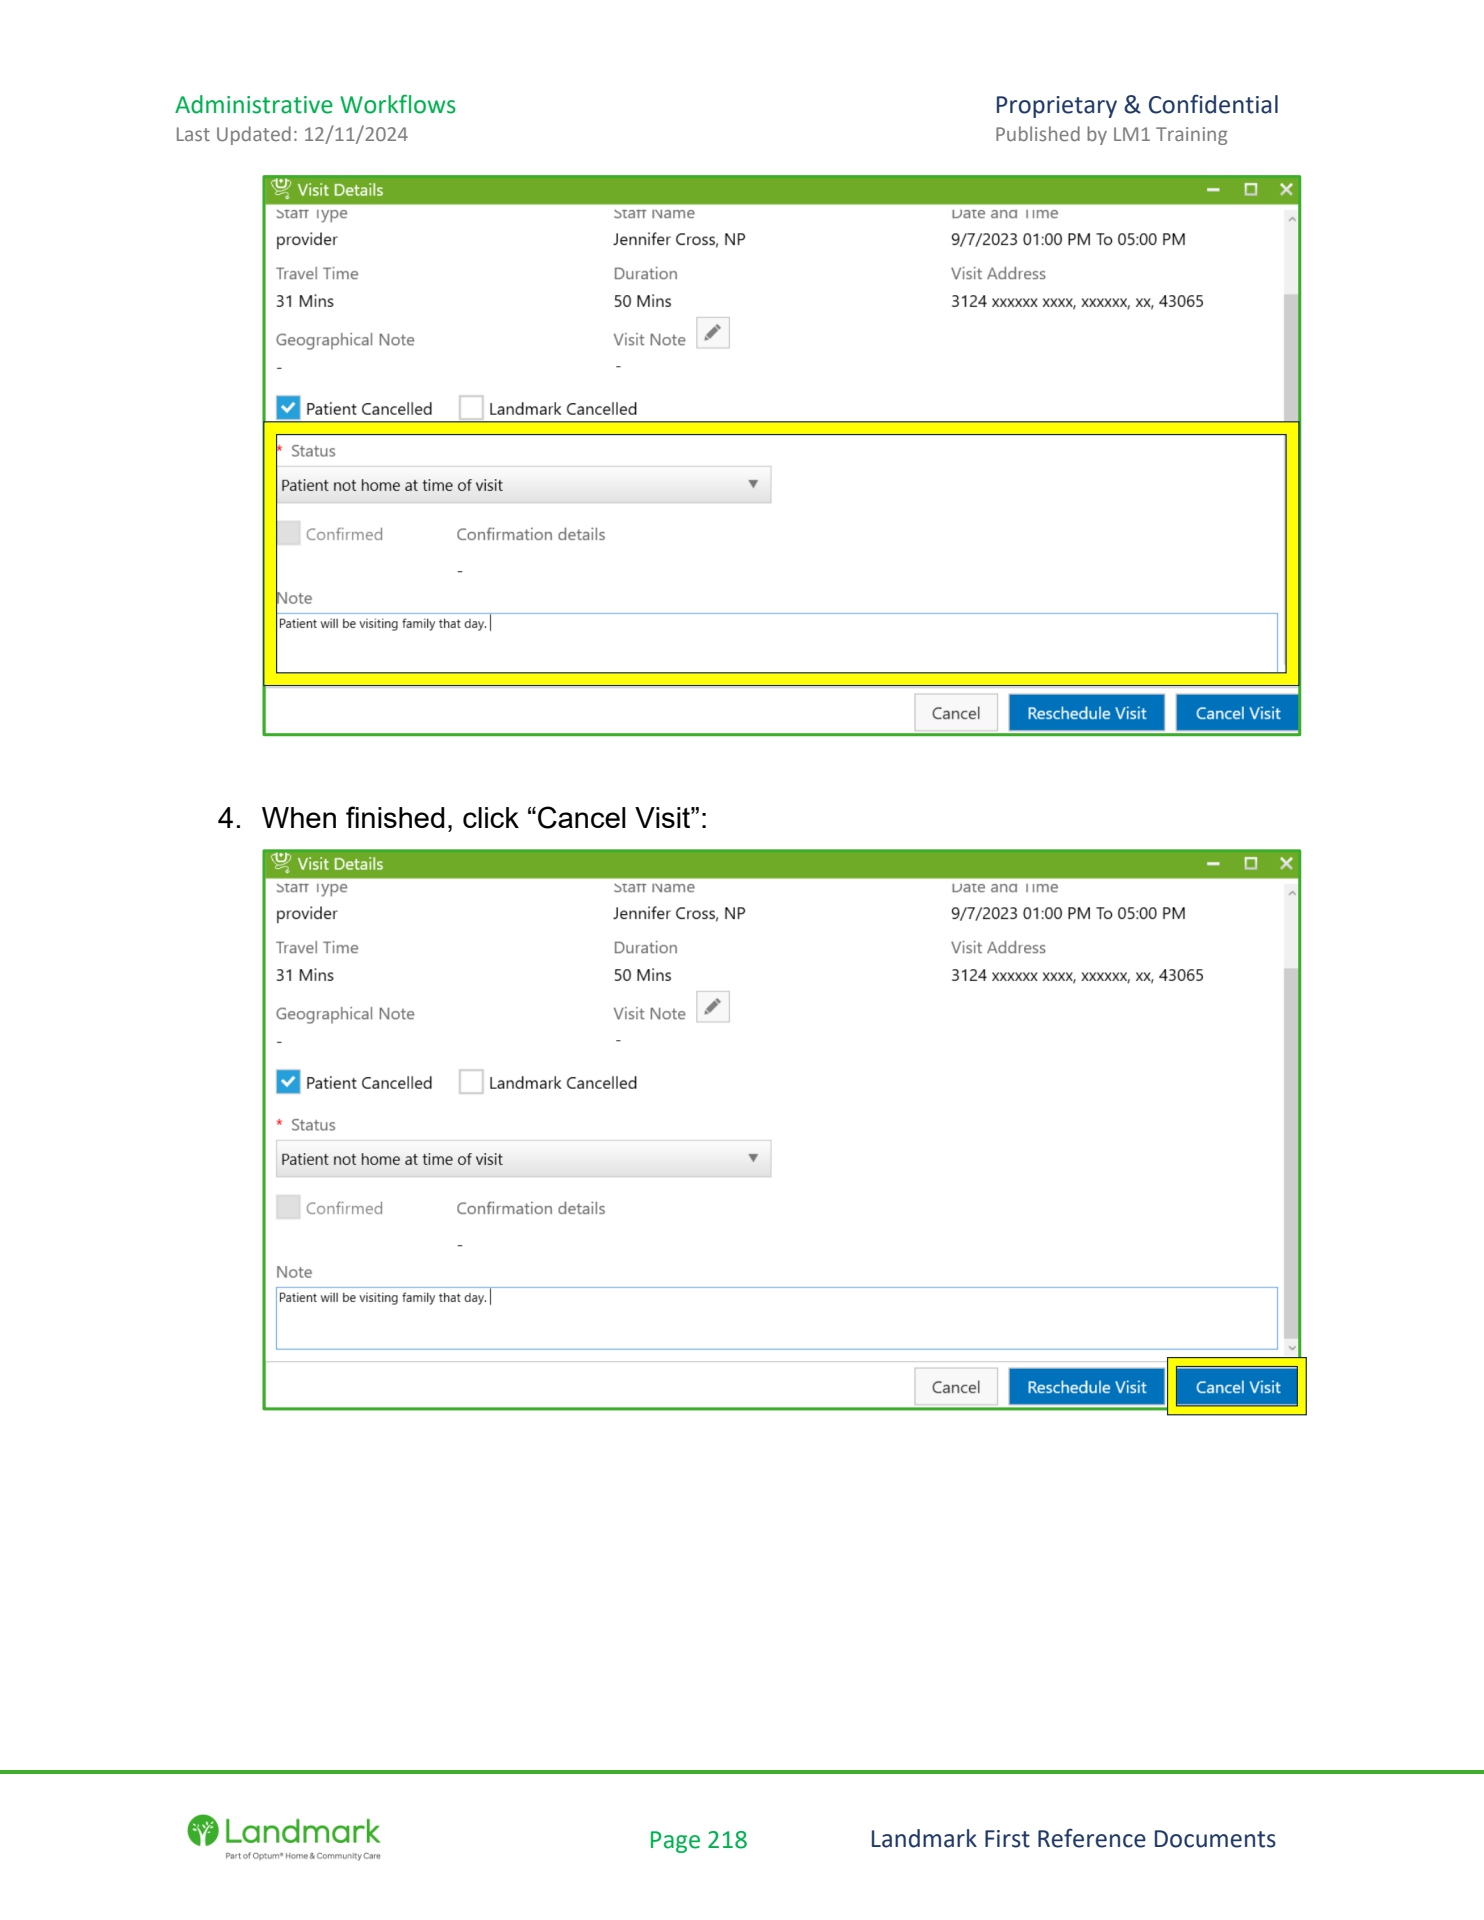 Administrative Workflows
Proprietary & Confidential
Last Updated: 12/11/2024
Published by LM1 Training
Visit Details
Staff Type Staff Name Date and Time
provider Jennifer Cross, NP 9/7/2023 01:00 PM To 05:00 PM
Travel Time Duration Visit Address
31 Mins 50 Mins 3124 xxxxxx xxxx, xxxxxx, xx, 43065
Geographical Note Visit Note
- -
Patient Cancelled Landmark Cancelled
* Status
Patient not home at time of visit
Confirmed Confirmation details
-
Note
Patient will be visiting family that day.
Cancel Reschedule Visit Cancel Visit
4. When finished, click “Cancel Visit”:
Visit Details
Staff Type Staff Name Date and Time
provider Jennifer Cross, NP 9/7/2023 01:00 PM To 05:00 PM
Travel Time Duration Visit Address
31 Mins 50 Mins 3124 xxxxxx xxxx, xxxxxx, xx, 43065
Geographical Note Visit Note
- -
Patient Cancelled Landmark Cancelled
* Status
Patient not home at time of visit
Confirmed Confirmation details
-
Note
Patient will be visiting family that day.
Cancel Reschedule Visit Cancel Visit
Landmark
Part of Optum® Home & Community Care
Page 218
Landmark First Reference Documents